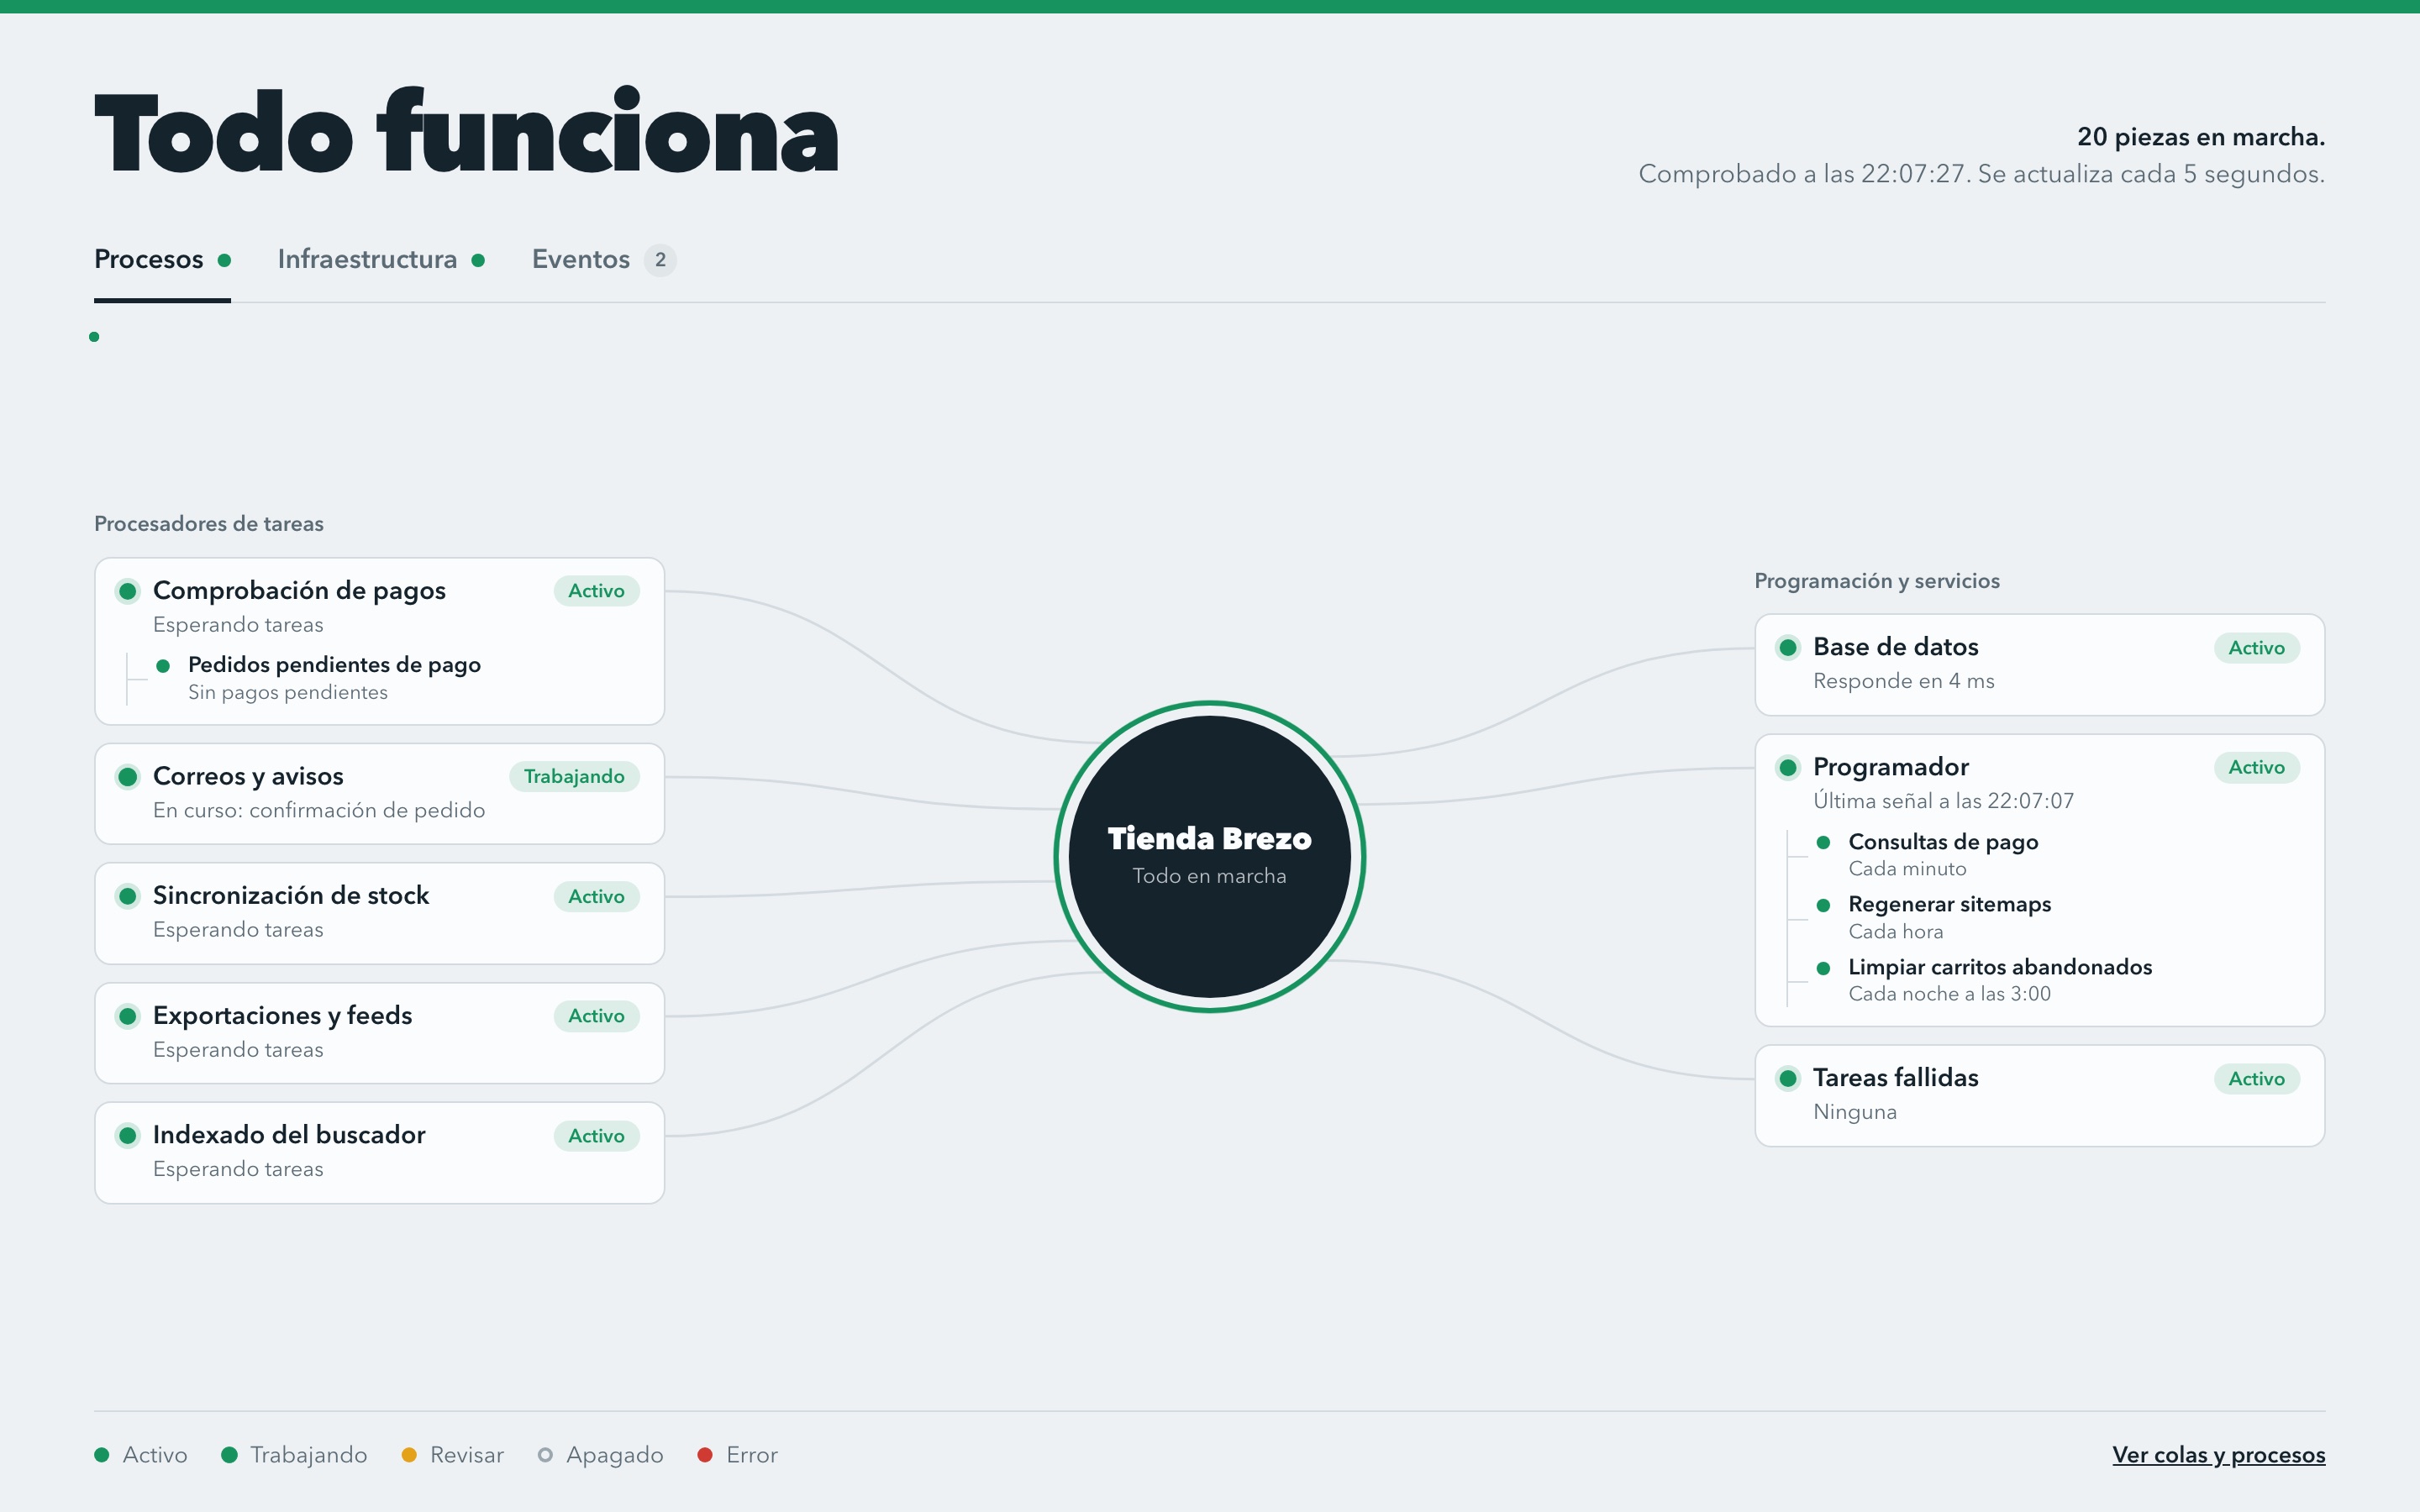 Todo funciona
20 piezas en marcha.
Comprobado a las 22:07:27. Se actualiza cada 5 segundos.
Procesos
Infraestructura
Eventos 2
Procesadores de tareas
Comprobación de pagos Activo
Esperando tareas
Pedidos pendientes de pago
Sin pagos pendientes
Correos y avisos Trabajando
En curso: confirmación de pedido
Sincronización de stock Activo
Esperando tareas
Exportaciones y feeds Activo
Esperando tareas
Indexado del buscador Activo
Esperando tareas
Tienda Brezo
Todo en marcha
Programación y servicios
Base de datos Activo
Responde en 4 ms
Programador Activo
Última señal a las 22:07:07
Consultas de pago
Cada minuto
Regenerar sitemaps
Cada hora
Limpiar carritos abandonados
Cada noche a las 3:00
Tareas fallidas Activo
Ninguna
Activo Trabajando Revisar Apagado Error
Ver colas y procesos